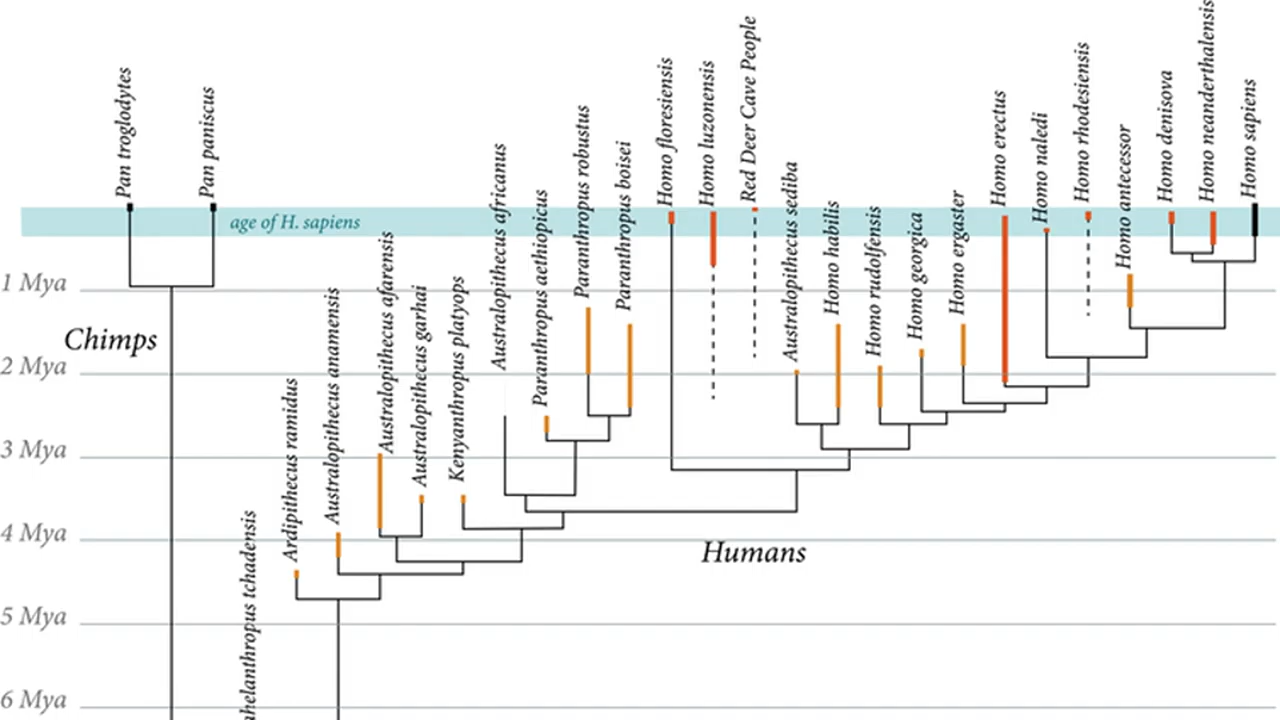 Pan troglodytes
Pan paniscus
age of H. sapiens
Ardipithecus ramidus
Australopithecus anamensis
Australopithecus afarensis
Australopithecus garhai
Kenyanthropus platyops
Australopithecus africanus
Paranthropus aethiopicus
Paranthropus robustus
Paranthropus boisei
Homo floresiensis
Homo luzonensis
Red Deer Cave People
Australopithecus sediba
Homo habilis
Homo rudolfensis
Homo georgica
Homo ergaster
Homo erectus
Homo naledi
Homo rhodesiensis
Homo antecessor
Homo denisova
Homo neanderthalensis
Homo sapiens
1 Mya
Chimps
2 Mya
3 Mya
4 Mya
Humans
5 Mya
6 Mya
helanthropus tchadensis